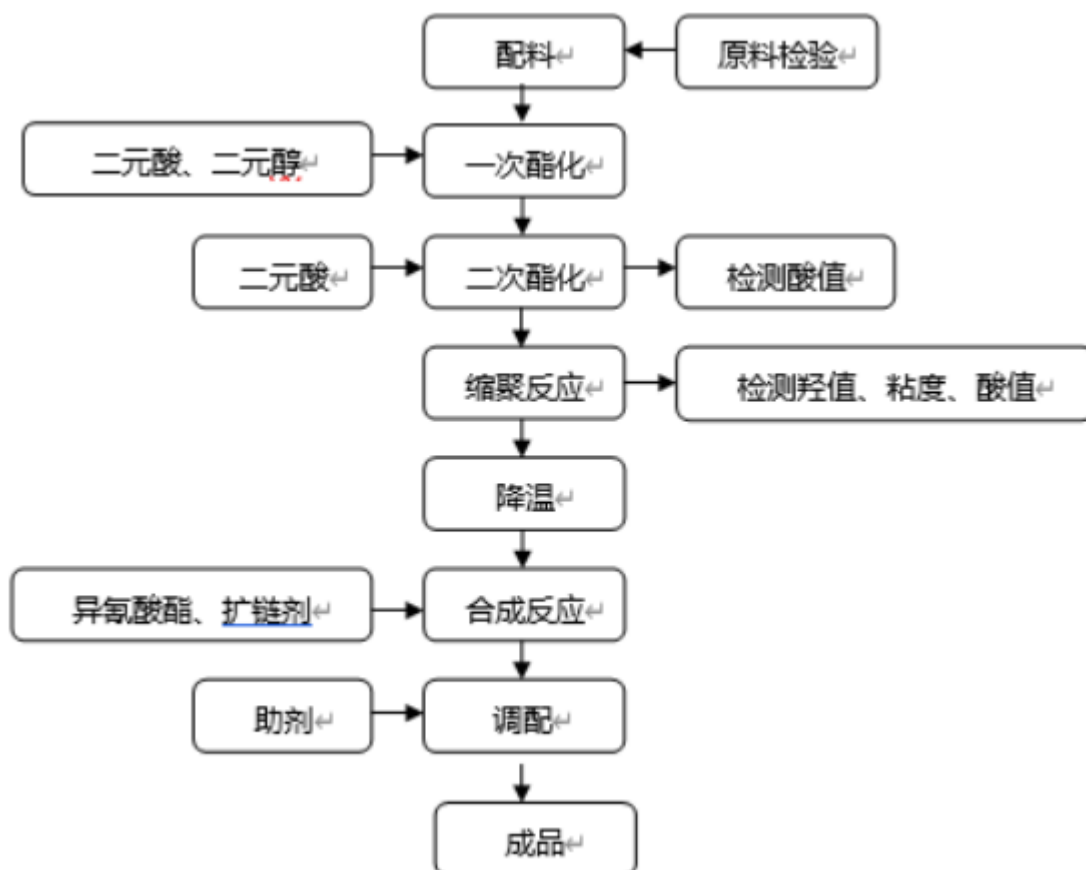 配料 原料检验
二元酸、二元醇 一次酯化
二元酸 二次酯化 检测酸值
缩聚反应 检测羟值、粘度、酸值
降温
异氰酸酯、扩链剂 合成反应
助剂 调配
成品